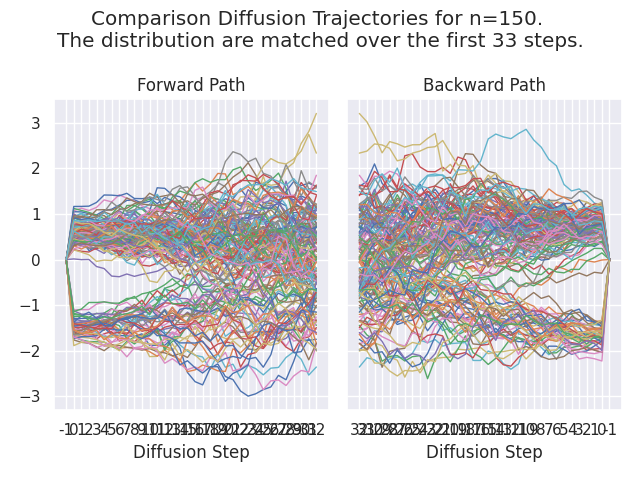 Comparison Diffusion Trajectories for n=150.
The distribution are matched over the first 33 steps.
Forward Path
Backward Path
3
2
1
0
−1
−2
−3
Diffusion Step
Diffusion Step